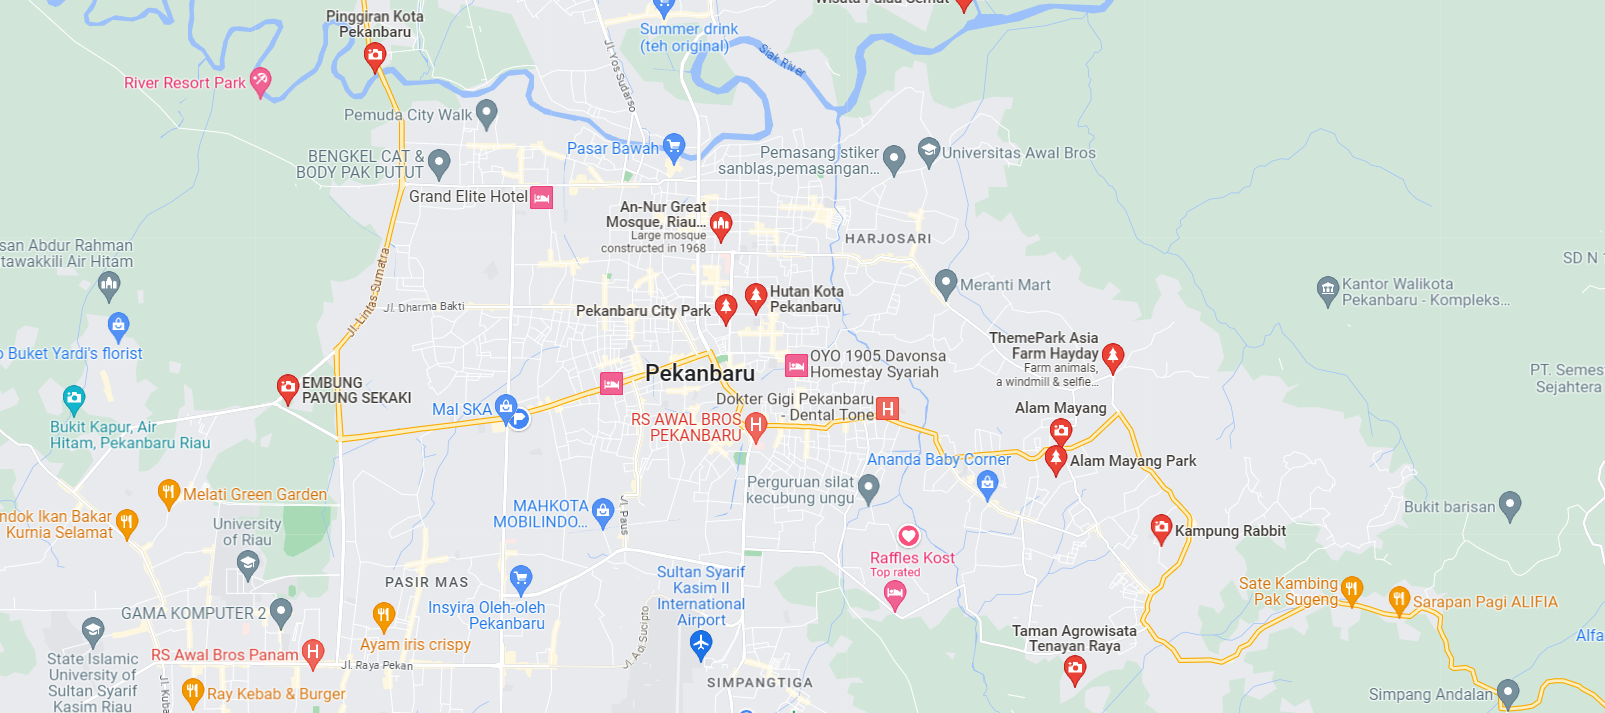 Wisata Pulau Semut
Pinggiran Kota
Pekanbaru
Summer drink
(teh original)
Siak River
Jl. Yos Sudarso
River Resort Park
Pemuda City Walk
Pasar Bawah
Pemasang stiker
sanblas,pemasangan...
Universitas Awal Bros
BENGKEL CAT &
BODY PAK PUTUT
Grand Elite Hotel
An-Nur Great
Mosque, Riau...
Large mosque
constructed in 1968
HARJOSARI
san Abdur Rahman
tawakkili Air Hitam
SD N
Jl. Lintas Sumatra
Jl. Dharma Bakti
Meranti Mart
Kantor Walikota
Pekanbaru - Kompleks...
Hutan Kota
Pekanbaru
Pekanbaru City Park
Buket Yardi's florist
ThemePark Asia
Farm Hayday
Farm animals,
a windmill & selfie...
OYO 1905 Davonsa
Homestay Syariah
Pekanbaru
PT. Semest
Sejahtera
EMBUNG
PAYUNG SEKAKI
Mal SKA
Dokter Gigi Pekanbaru
- Dental Tone
RS AWAL BROS
PEKANBARU
Alam Mayang
Bukit Kapur, Air
Hitam, Pekanbaru Riau
Ananda Baby Corner
Alam Mayang Park
Melati Green Garden
Perguruan silat
kecubung ungu
MAHKOTA
MOBILINDO...
Jl. Paus
Bukit barisan
ndok Ikan Bakar
Kurnia Selamat
University
of Riau
Kampung Rabbit
Raffles Kost
Top rated
PASIR MAS
Sultan Syarif
Kasim II
International
Airport
Insyira Oleh-oleh
Pekanbaru
Sate Kambing
Pak Sugeng
Sarapan Pagi ALIFIA
GAMA KOMPUTER 2
Ayam iris crispy
Jl. Adi Sucipto
Taman Agrowisata
Tenayan Raya
Alfa
State Islamic
University of
Sultan Syarif
Kasim Riau
RS Awal Bros Panam
Jl. Raya Pekan
Jl. Kuba
Ray Kebab & Burger
SIMPANGTIGA
Simpang Andalan